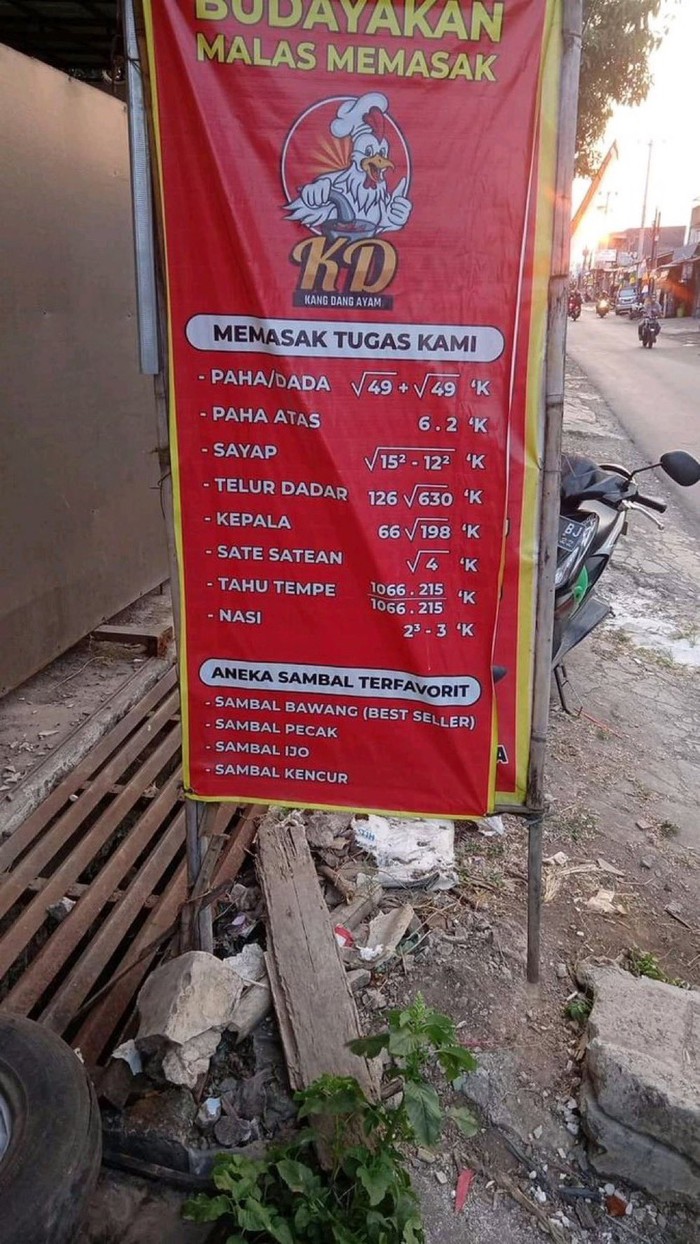 BUDAYAKAN
MALAS MEMASAK
KD
KANG DANG AYAM
MEMASAK TUGAS KAMI
- PAHA/DADA √49 + √49 'K
- PAHA ATAS 6 . 2 'K
- SAYAP √15² - 12² 'K
- TELUR DADAR 126 √630 'K
- KEPALA 66 √198 'K
- SATE SATEAN √4 'K
- TAHU TEMPE 1066 . 215 / 1066 . 215 'K
- NASI 2³ - 3 'K
ANEKA SAMBAL TERFAVORIT
- SAMBAL BAWANG (BEST SELLER)
- SAMBAL PECAK
- SAMBAL IJO
- SAMBAL KENCUR
A
BJ